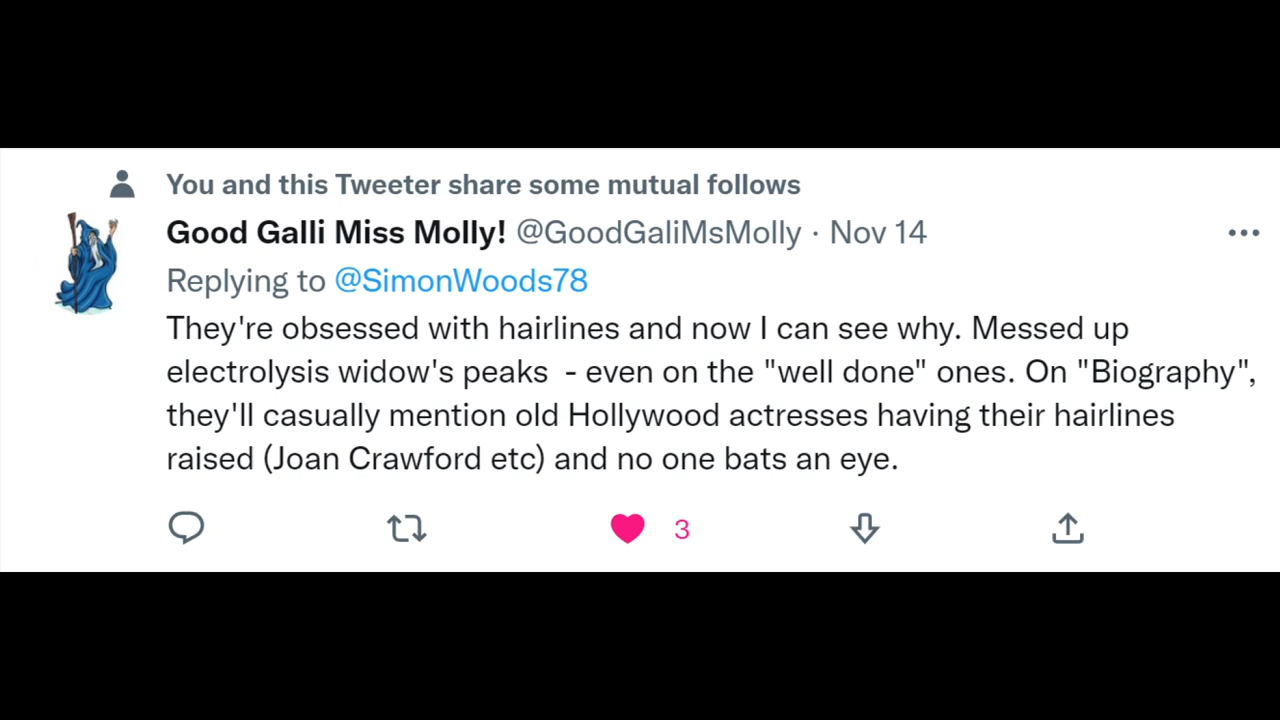 You and this Tweeter share some mutual follows
Good Galli Miss Molly! @GoodGaliMsMolly · Nov 14
Replying to @SimonWoods78
They're obsessed with hairlines and now I can see why. Messed up
electrolysis widow's peaks  - even on the "well done" ones. On "Biography",
they'll casually mention old Hollywood actresses having their hairlines
raised (Joan Crawford etc) and no one bats an eye.
3